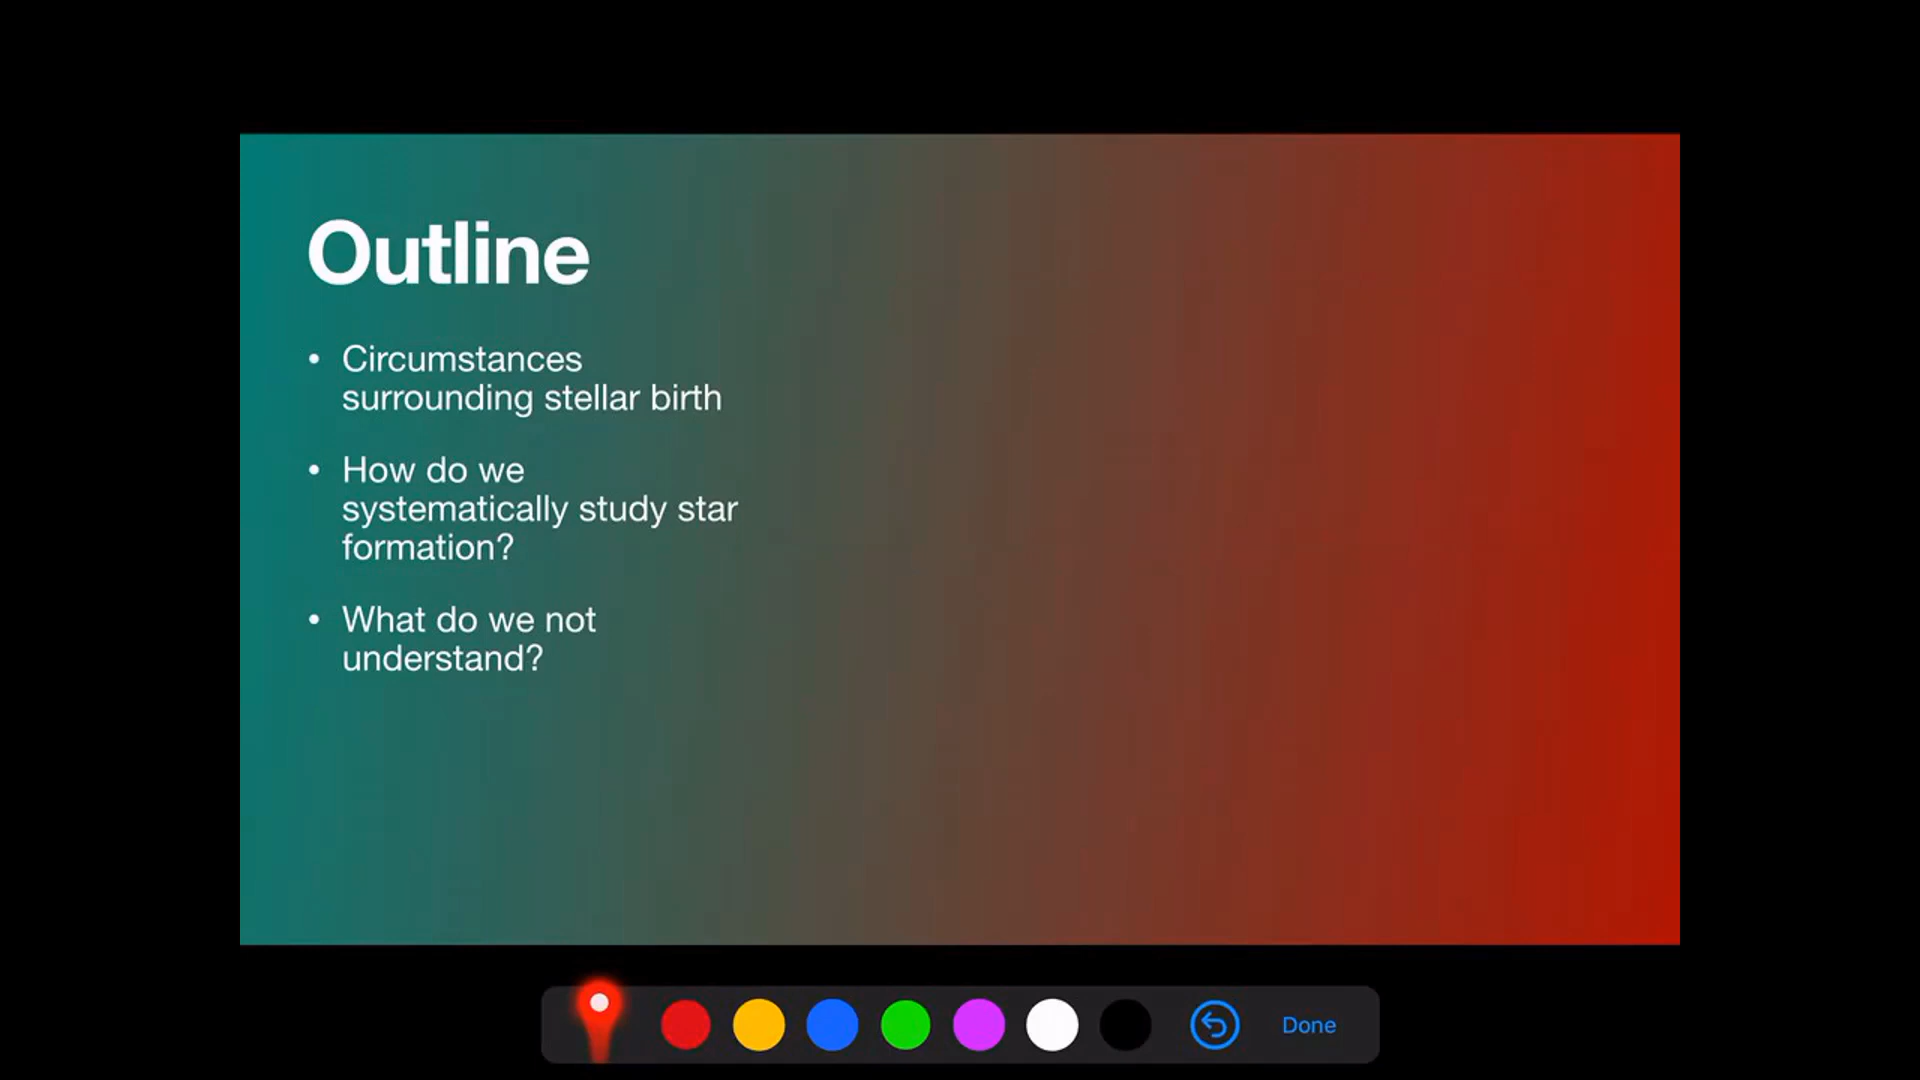 Outline
• Circumstances
surrounding stellar birth
• How do we
systematically study star
formation?
• What do we not
understand?
Done